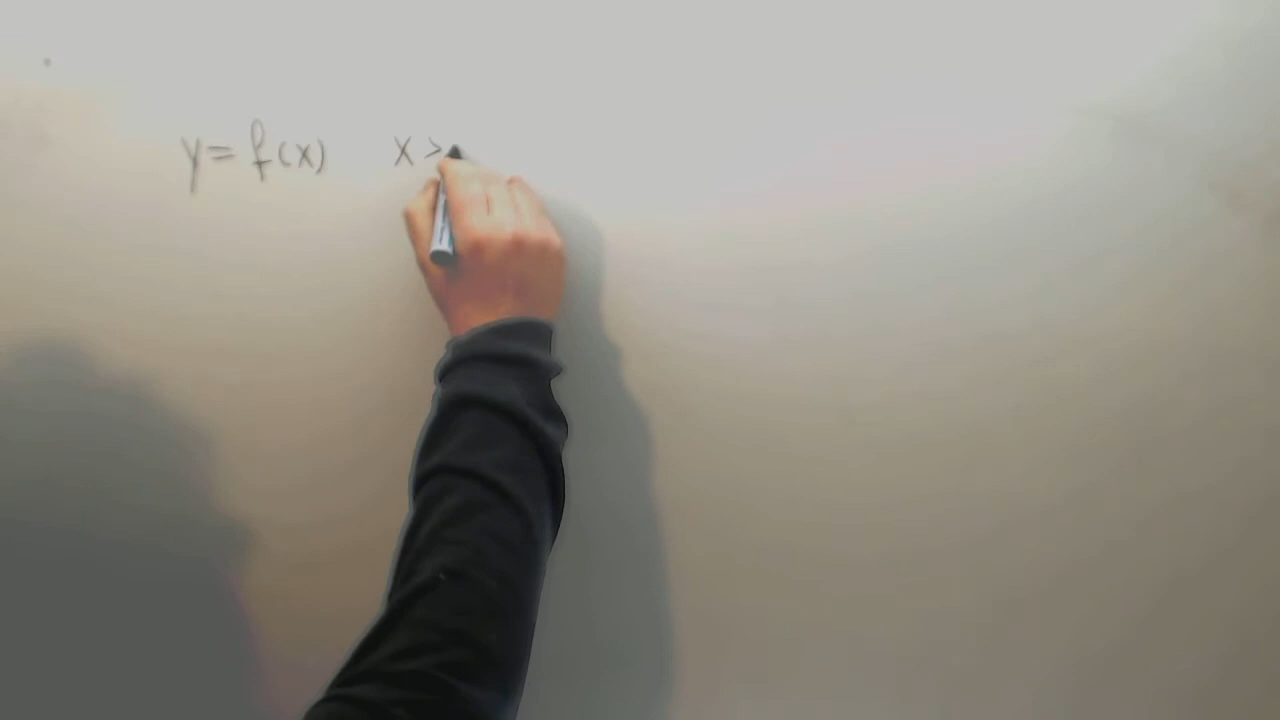 y = f(x) x >